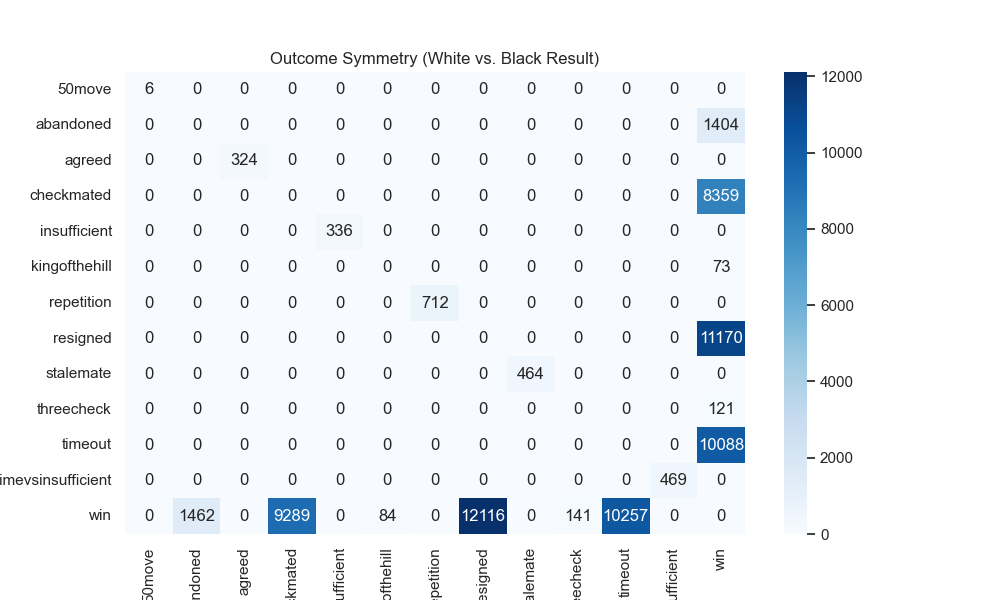 Outcome Symmetry (White vs. Black Result)
50move 6 0 0 0 0 0 0 0 0 0 0 0 0
abandoned 0 0 0 0 0 0 0 0 0 0 0 0 1404
agreed 0 0 324 0 0 0 0 0 0 0 0 0 0
checkmated 0 0 0 0 0 0 0 0 0 0 0 0 8359
insufficient 0 0 0 0 336 0 0 0 0 0 0 0 0
kingofthehill 0 0 0 0 0 0 0 0 0 0 0 0 73
repetition 0 0 0 0 0 0 712 0 0 0 0 0 0
resigned 0 0 0 0 0 0 0 0 0 0 0 0 11170
stalemate 0 0 0 0 0 0 0 0 464 0 0 0 0
threecheck 0 0 0 0 0 0 0 0 0 0 0 0 121
timeout 0 0 0 0 0 0 0 0 0 0 0 0 10088
imevsinsufficient 0 0 0 0 0 0 0 0 0 0 0 469 0
win 0 1462 0 9289 0 84 0 12116 0 141 10257 0 0
50move
ndoned
agreed
ckmated
ufficient
ofthehill
petition
esigned
alemate
eecheck
timeout
ufficient
win
12000
10000
8000
6000
4000
2000
0